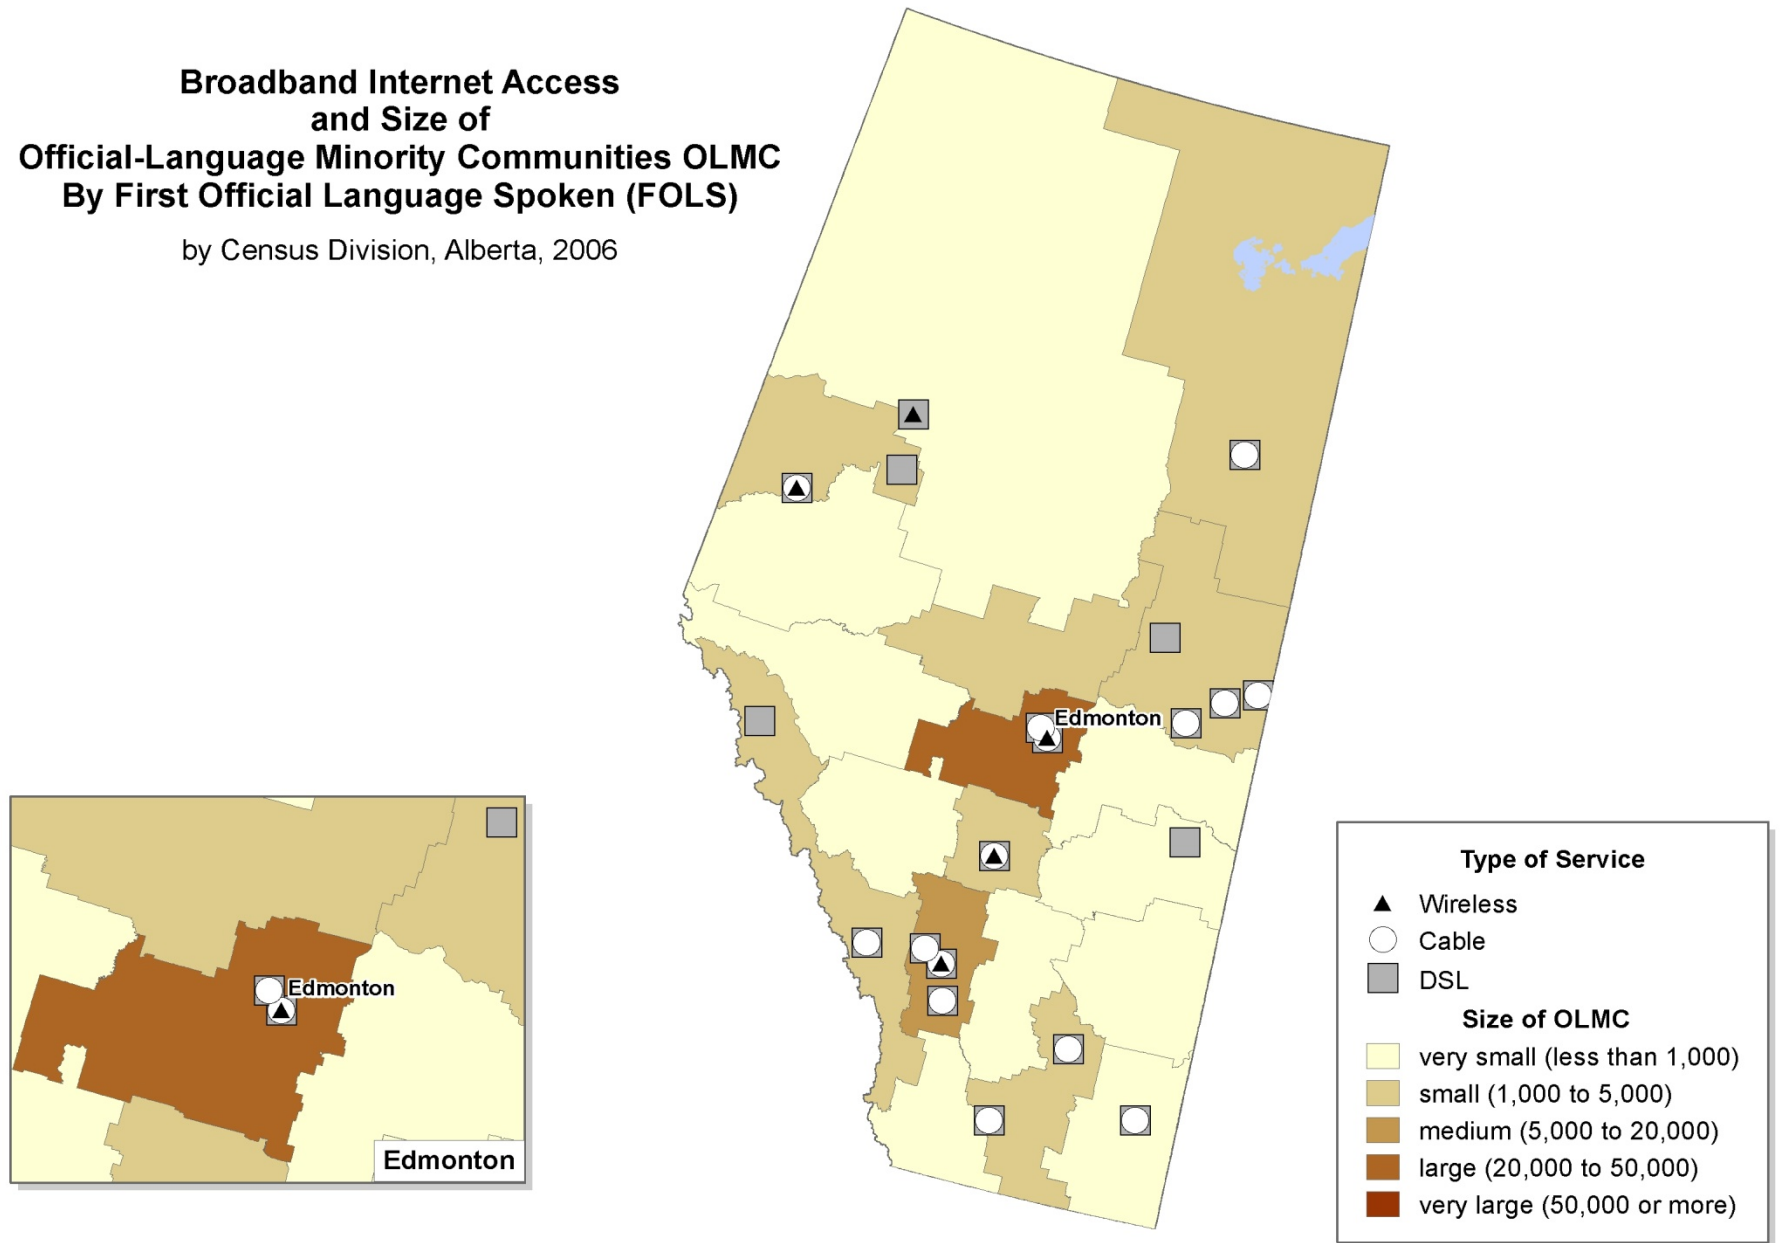 Broadband Internet Access
and Size of
Official-Language Minority Communities OLMC
By First Official Language Spoken (FOLS)
by Census Division, Alberta, 2006
Edmonton
Edmonton
Edmonton
Type of Service
Wireless
Cable
DSL
Size of OLMC
very small (less than 1,000)
small (1,000 to 5,000)
medium (5,000 to 20,000)
large (20,000 to 50,000)
very large (50,000 or more)